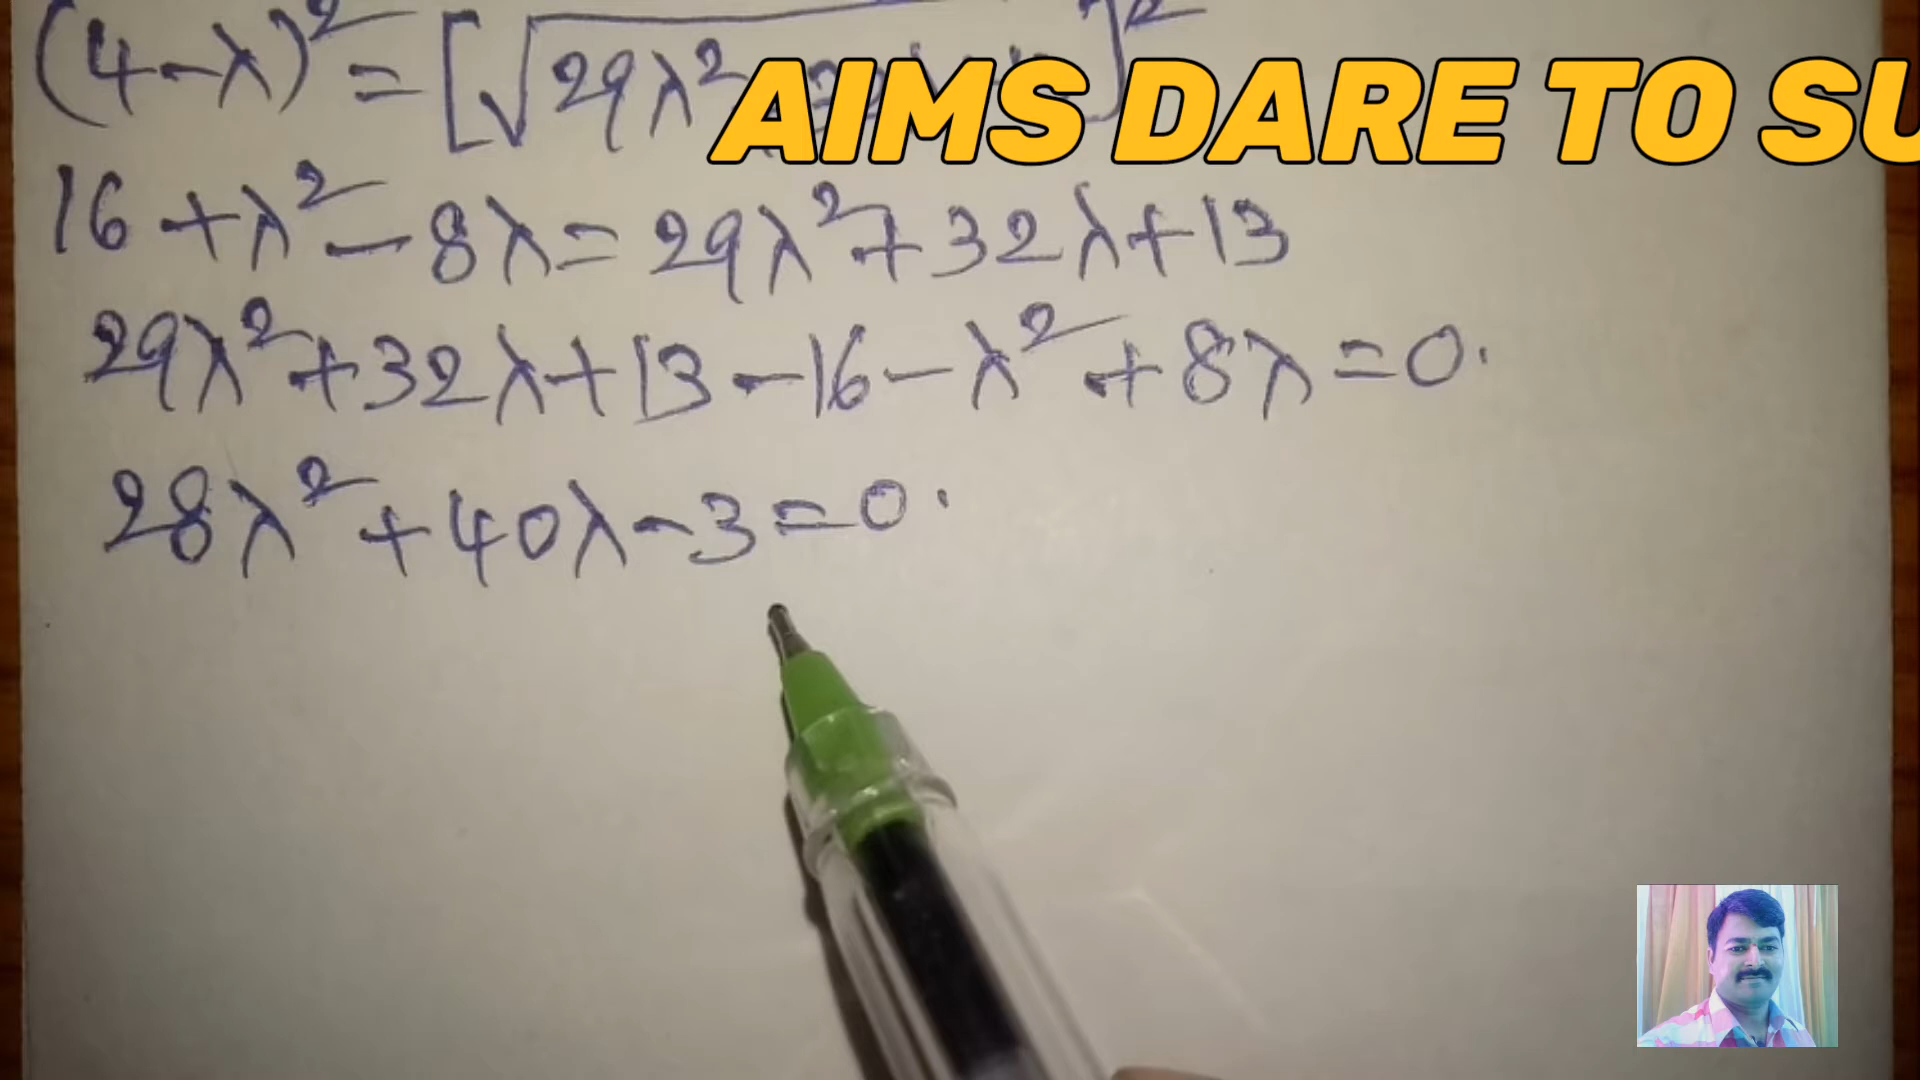 (4-λ)² = [√29λ²
AIMS DARE TO SU
16 + λ² - 8λ = 29λ² + 32λ + 13
29λ² + 32λ + 13 - 16 - λ² + 8λ = 0.
28λ² + 40λ - 3 = 0.